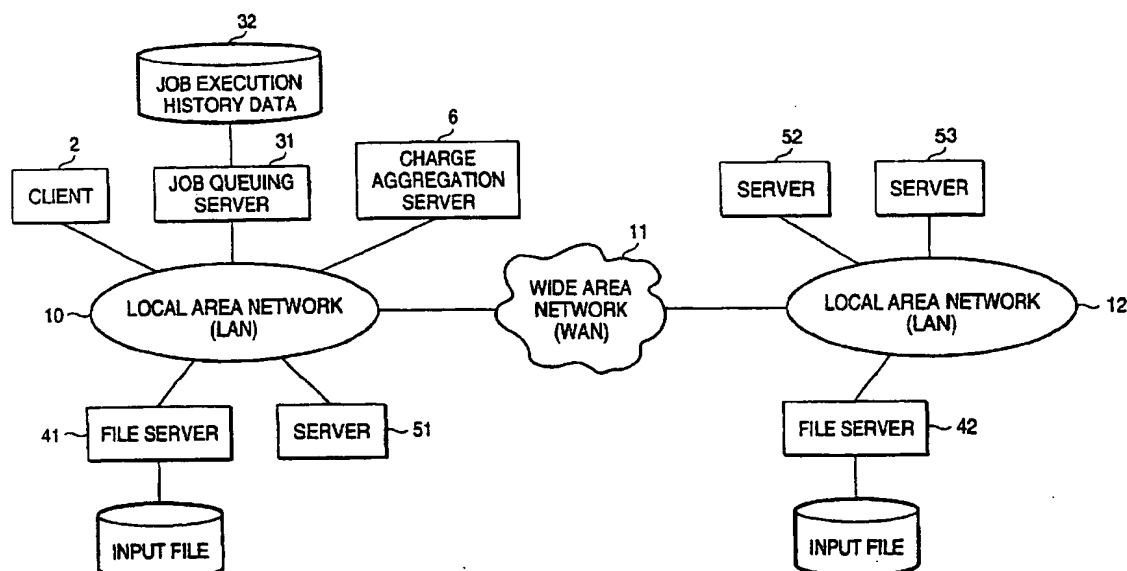 32
JOB EXECUTION
HISTORY DATA
2
CLIENT
31
JOB QUEUING
SERVER
6
CHARGE
AGGREGATION
SERVER
52
SERVER
53
SERVER
10
LOCAL AREA NETWORK
(LAN)
11
WIDE AREA
NETWORK
(WAN)
LOCAL AREA NETWORK
(LAN)
12
41
FILE SERVER
SERVER
51
FILE SERVER
42
INPUT FILE
INPUT FILE